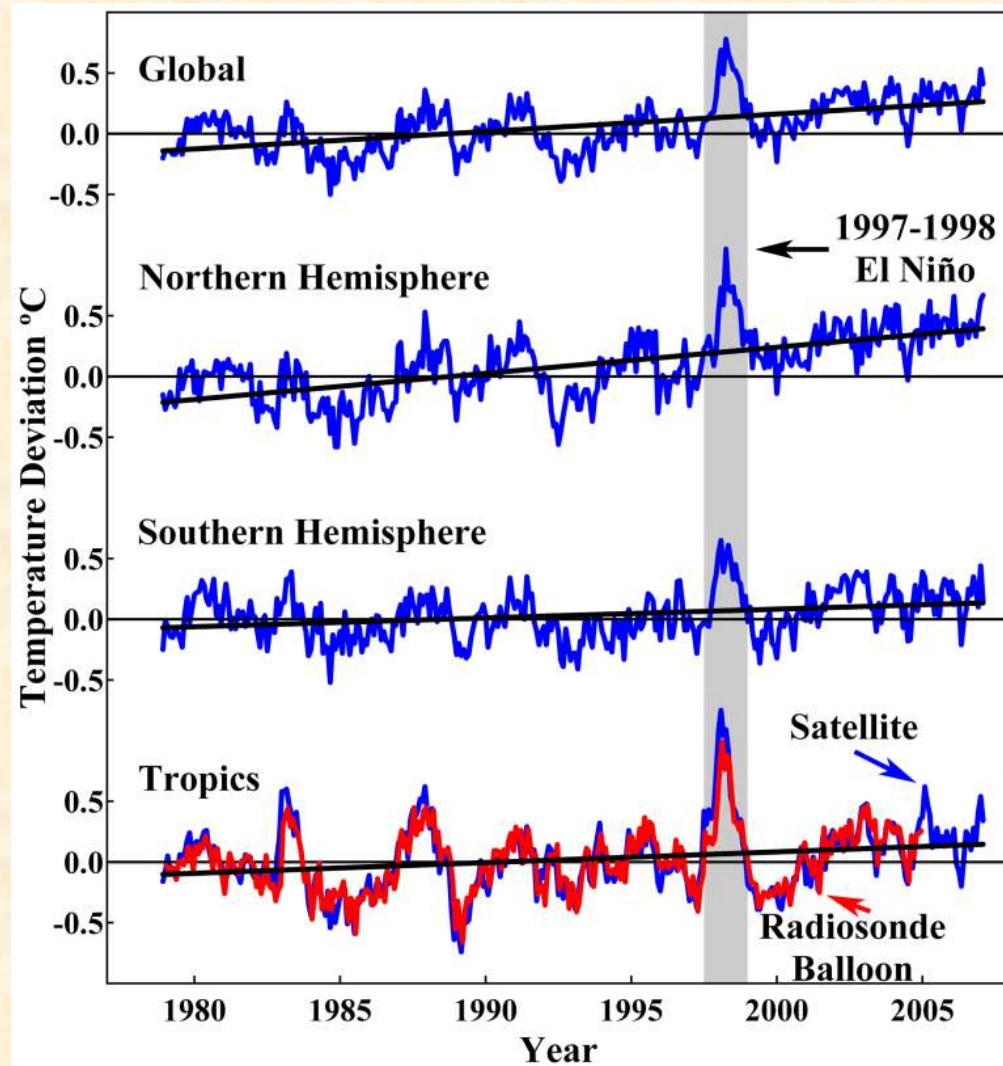 Global
0.5
0.0
-0.5
1997-1998
El Niño
Northern Hemisphere
0.5
0.0
-0.5
Temperature Deviation ºC
Southern Hemisphere
0.5
0.0
-0.5
Satellite
Tropics
0.5
0.0
-0.5
Radiosonde
Balloon
1980 1985 1990 1995 2000 2005
Year